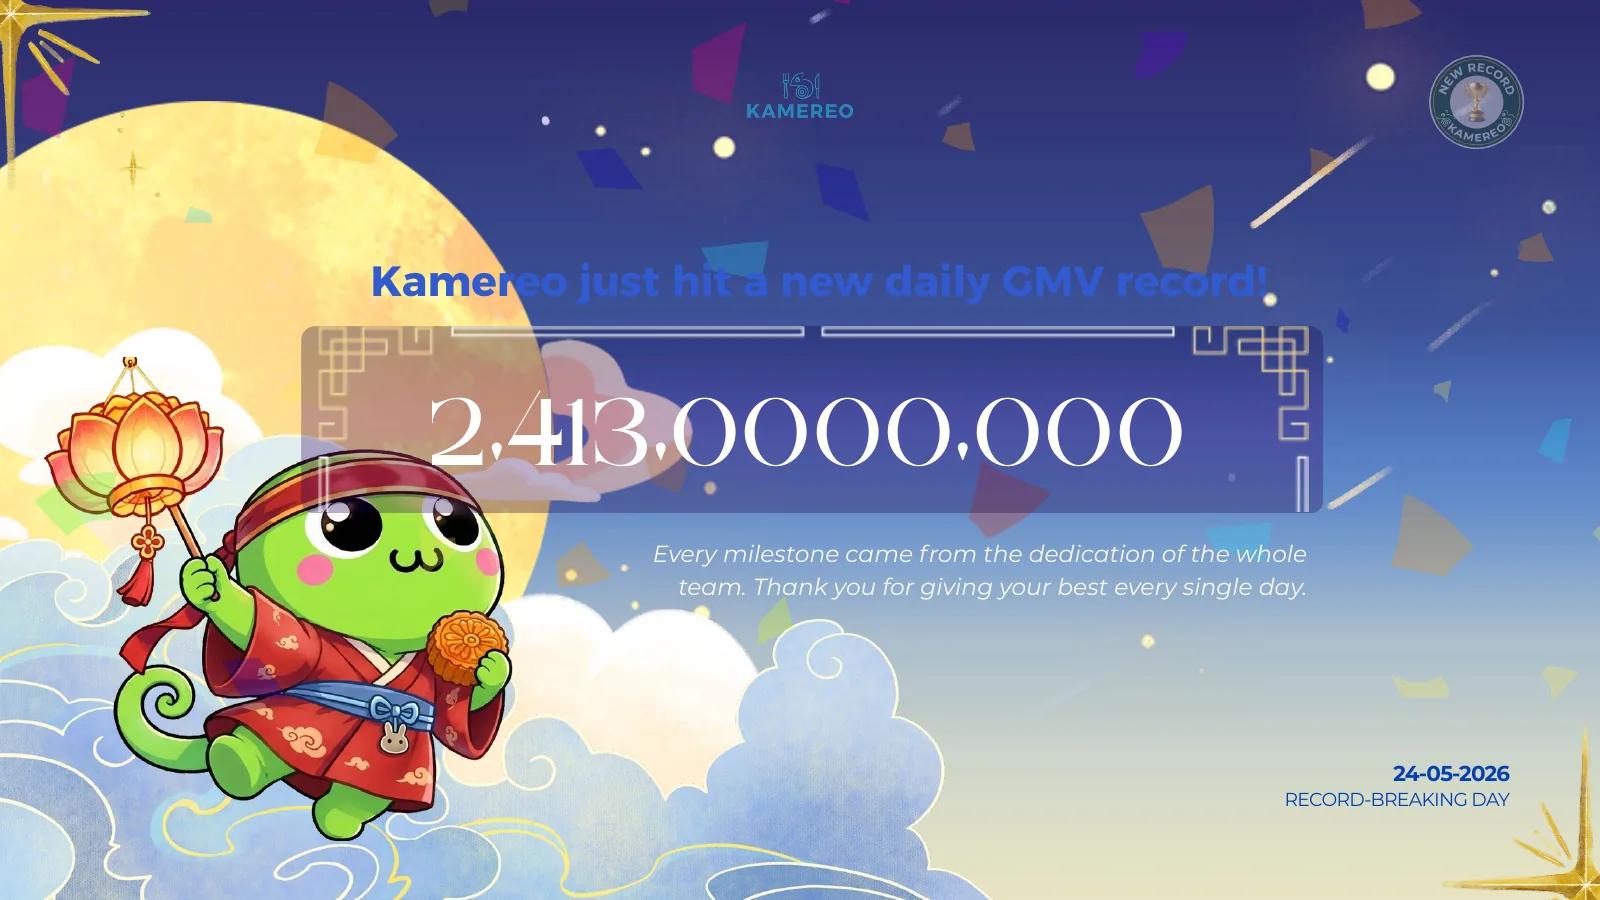 KAMEREO
NEW RECORD
KAMEREO
Kamereo just hit a new daily GMV record!
2.413.0000.000
Every milestone came from the dedication of the whole
team. Thank you for giving your best every single day.
24-05-2026
RECORD-BREAKING DAY